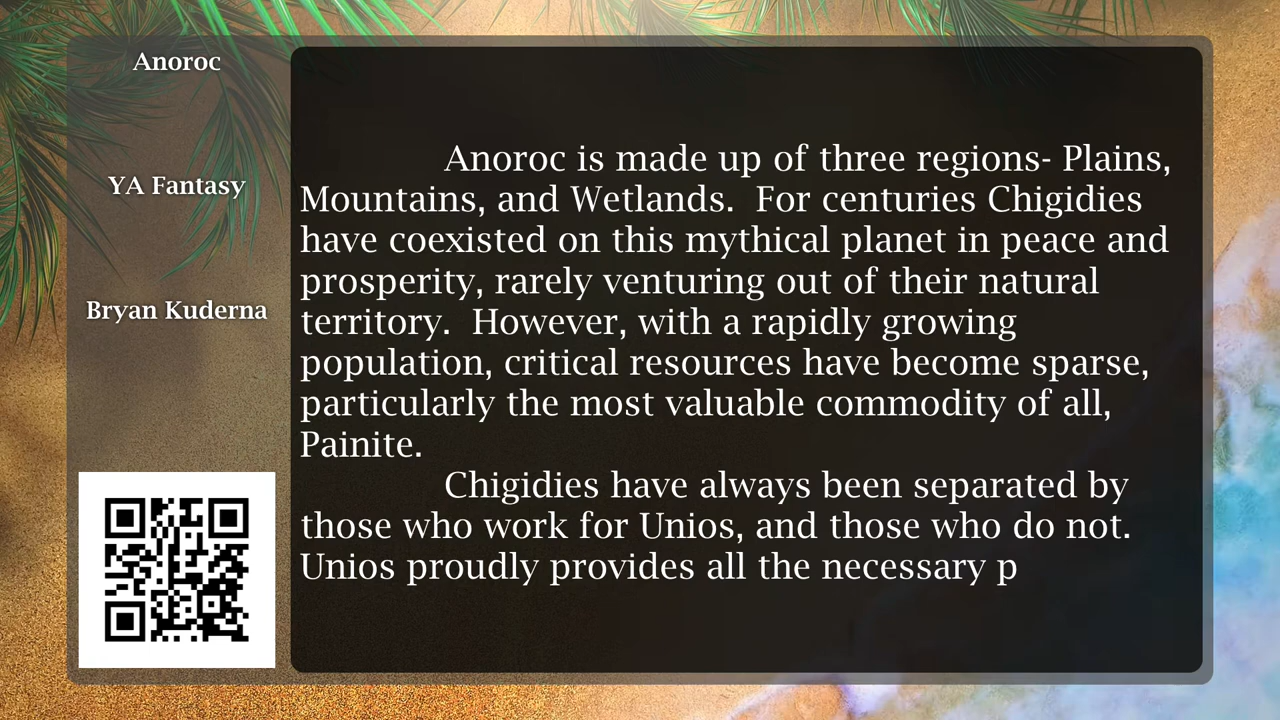 Anoroc
YA Fantasy
Bryan Kuderna
Anoroc is made up of three regions- Plains,
Mountains, and Wetlands.  For centuries Chigidies
have coexisted on this mythical planet in peace and
prosperity, rarely venturing out of their natural
territory.  However, with a rapidly growing
population, critical resources have become sparse,
particularly the most valuable commodity of all,
Painite.
Chigidies have always been separated by
those who work for Unios, and those who do not.
Unios proudly provides all the necessary p